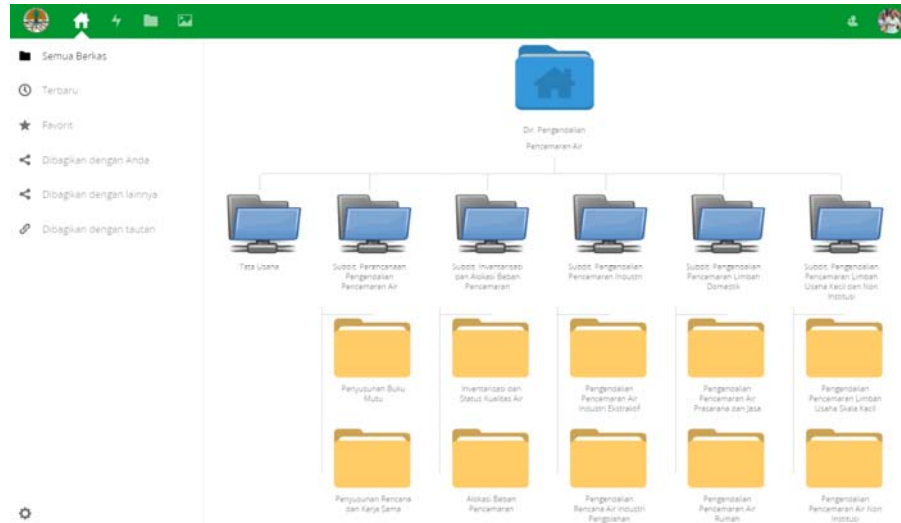 Semua Berkas
Terbaru
Favorit
Dibagikan dengan Anda
Dibagikan dengan lainnya
Dibagikan dengan tautan
Dir. Pengendalian
Pencemaran Air
Tata Usaha
Subdit. Perencanaan
Pengendalian
Pencemaran Air
Subdit. Inventarisasi
dan Alokasi Beban
Pencemaran
Subdit. Pengendalian
Pencemaran Industri
Subdit. Pengendalian
Pencemaran Limbah
Domestik
Subdit. Pengendalian
Pencemaran Limbah
Usaha Kecil dan Non
Institusi
Penyusunan Buku
Mutu
Inventarisasi dan
Status Kualitas Air
Pengendalian
Pencemaran Air
Industri Ekstraktif
Pengendalian
Pencemaran Air
Prasarana dan Jasa
Pengendalian
Pencemaran Limbah
Usaha Skala Kecil
Penyusunan Rencana
dan Kerja Sama
Alokasi Beban
Pencemaran
Pengendalian
Rencana Air Industri
Pengolahan
Pengendalian
Pencemaran Air
Rumah
Pengendalian
Pencemaran Air Non
Institusi